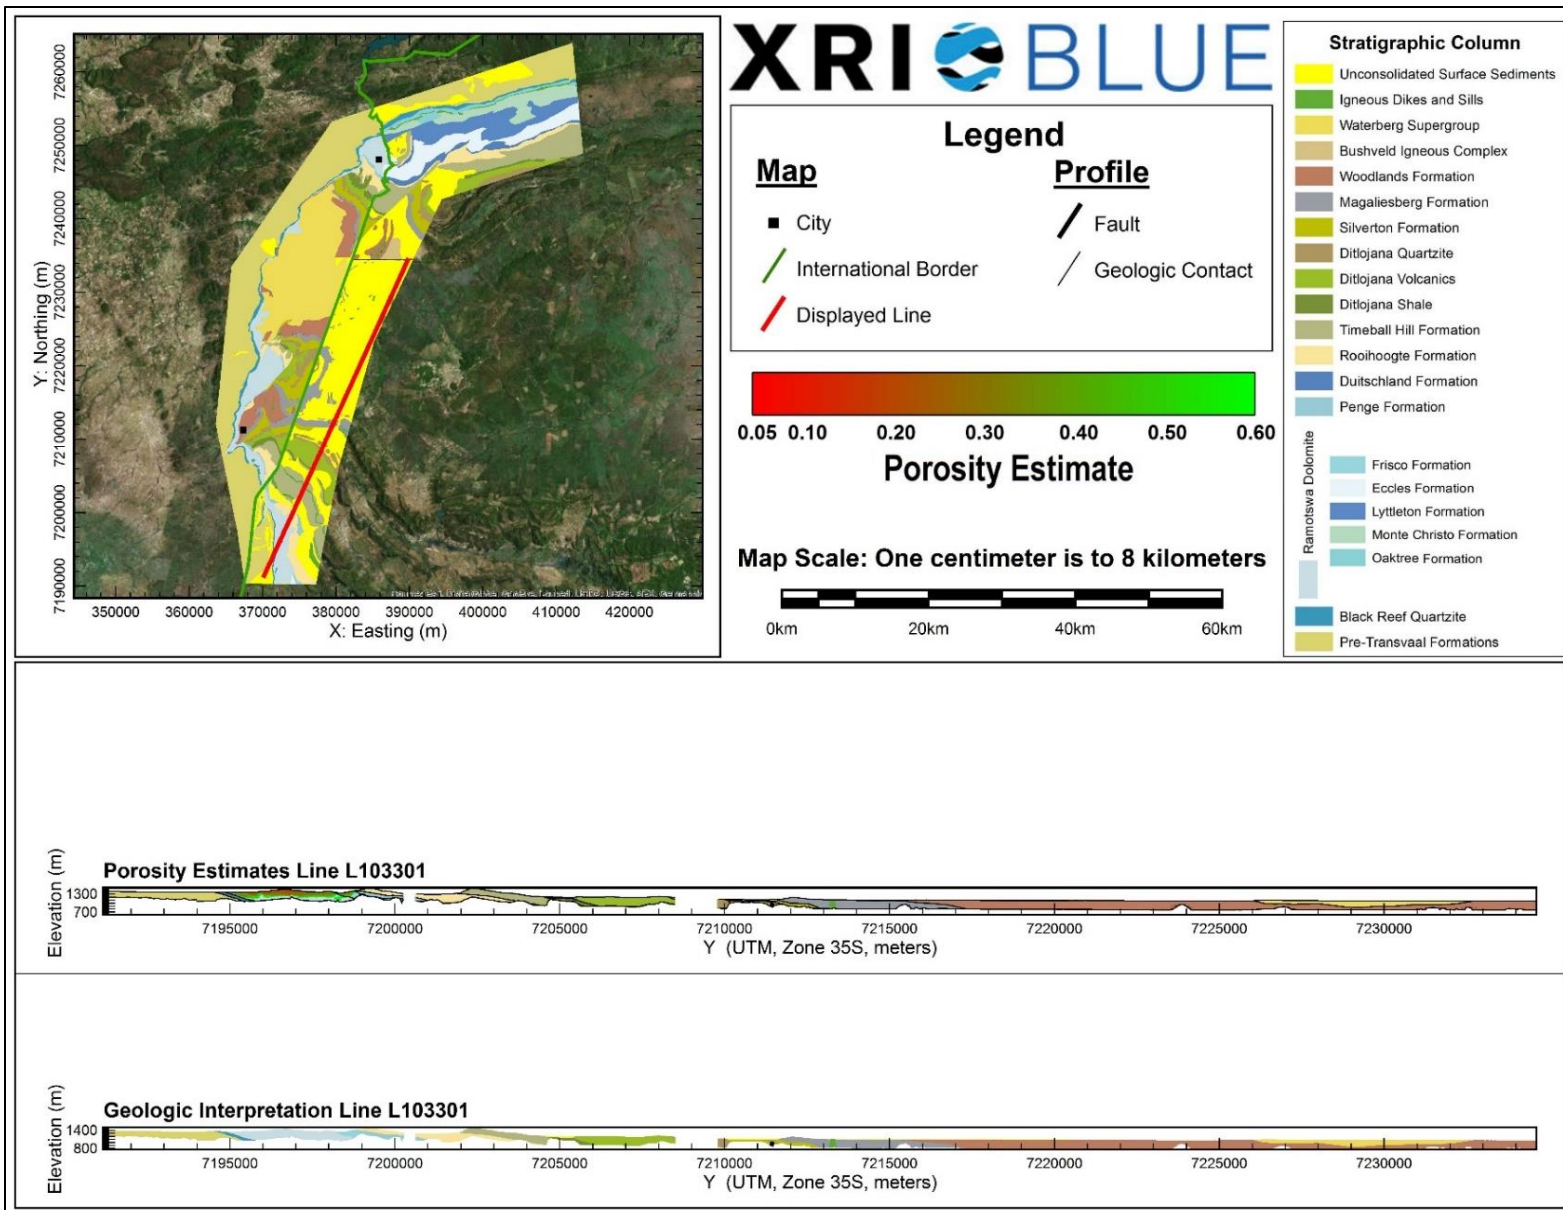 XRI BLUE
Y: Northing (m)
7260000
7250000
7240000
7230000
7220000
7210000
7200000
7190000
350000 360000 370000 380000 390000 400000 410000 420000
X: Easting (m)
Legend
Map
City
International Border
Displayed Line
Profile
Fault
Geologic Contact
0.05 0.10 0.20 0.30 0.40 0.50 0.60
Porosity Estimate
Map Scale: One centimeter is to 8 kilometers
0km 20km 40km 60km
Stratigraphic Column
Unconsolidated Surface Sediments
Igneous Dikes and Sills
Waterberg Supergroup
Bushveld Igneous Complex
Woodlands Formation
Magaliesberg Formation
Silverton Formation
Ditlojana Quartzite
Ditlojana Volcanics
Ditlojana Shale
Timeball Hill Formation
Rooihoogte Formation
Duitschland Formation
Penge Formation
Ramotswa Dolomite
Frisco Formation
Eccles Formation
Lyttleton Formation
Monte Christo Formation
Oaktree Formation
Black Reef Quartzite
Pre-Transvaal Formations
Porosity Estimates Line L103301
Elevation (m)
1300
700
7195000 7200000 7205000 7210000 7215000 7220000 7225000 7230000
Y (UTM, Zone 35S, meters)
Geologic Interpretation Line L103301
Elevation (m)
1400
800
7195000 7200000 7205000 7210000 7215000 7220000 7225000 7230000
Y (UTM, Zone 35S, meters)